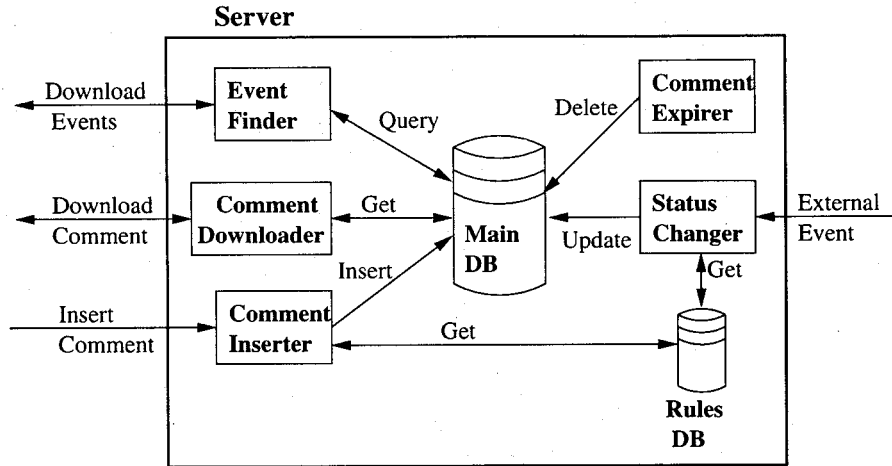 Server
Download
Events
Event
Finder
Query
Delete
Comment
Expirer
Download
Comment
Comment
Downloader
Get
Main
DB
Update
Status
Changer
External
Event
Insert
Get
Insert
Comment
Comment
Inserter
Get
Rules
DB